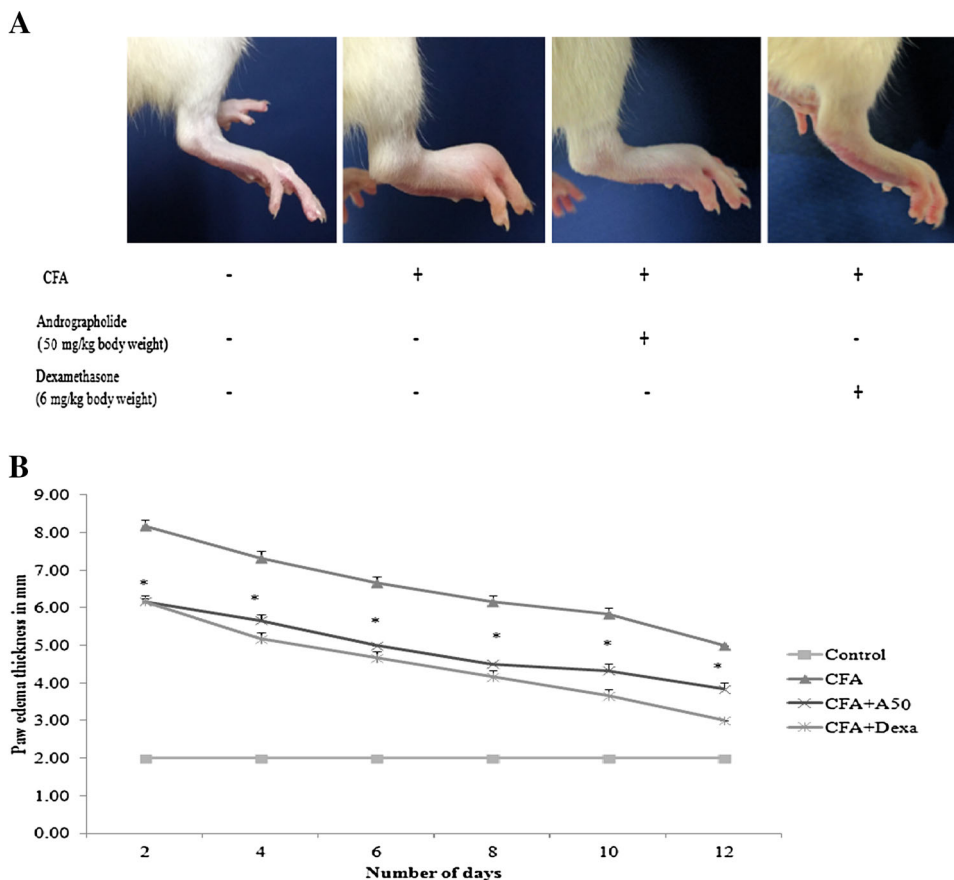 A
CFA - + + +
Andrographolide
(50 mg/kg body weight) - - + -
Dexamethasone
(6 mg/kg body weight) - - - +
B
Paw edema thickness in mm
9.00
8.00
7.00
6.00
5.00
4.00
3.00
2.00
1.00
0.00
* * * * * *
2 4 6 8 10 12
Number of days
Control
CFA
CFA+A50
CFA+Dexa